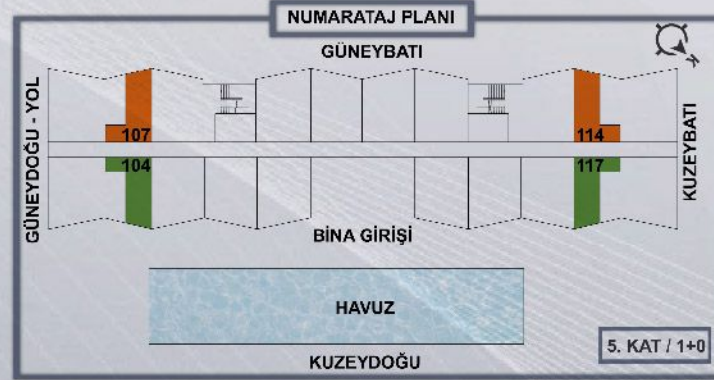 NUMARATAJ PLANI
GÜNEYBATI
N
GÜNEYDOĞU - YOL
107
114
104
117
KUZEYBATI
BİNA GİRİŞİ
HAVUZ
KUZEYDOĞU
5. KAT / 1+0